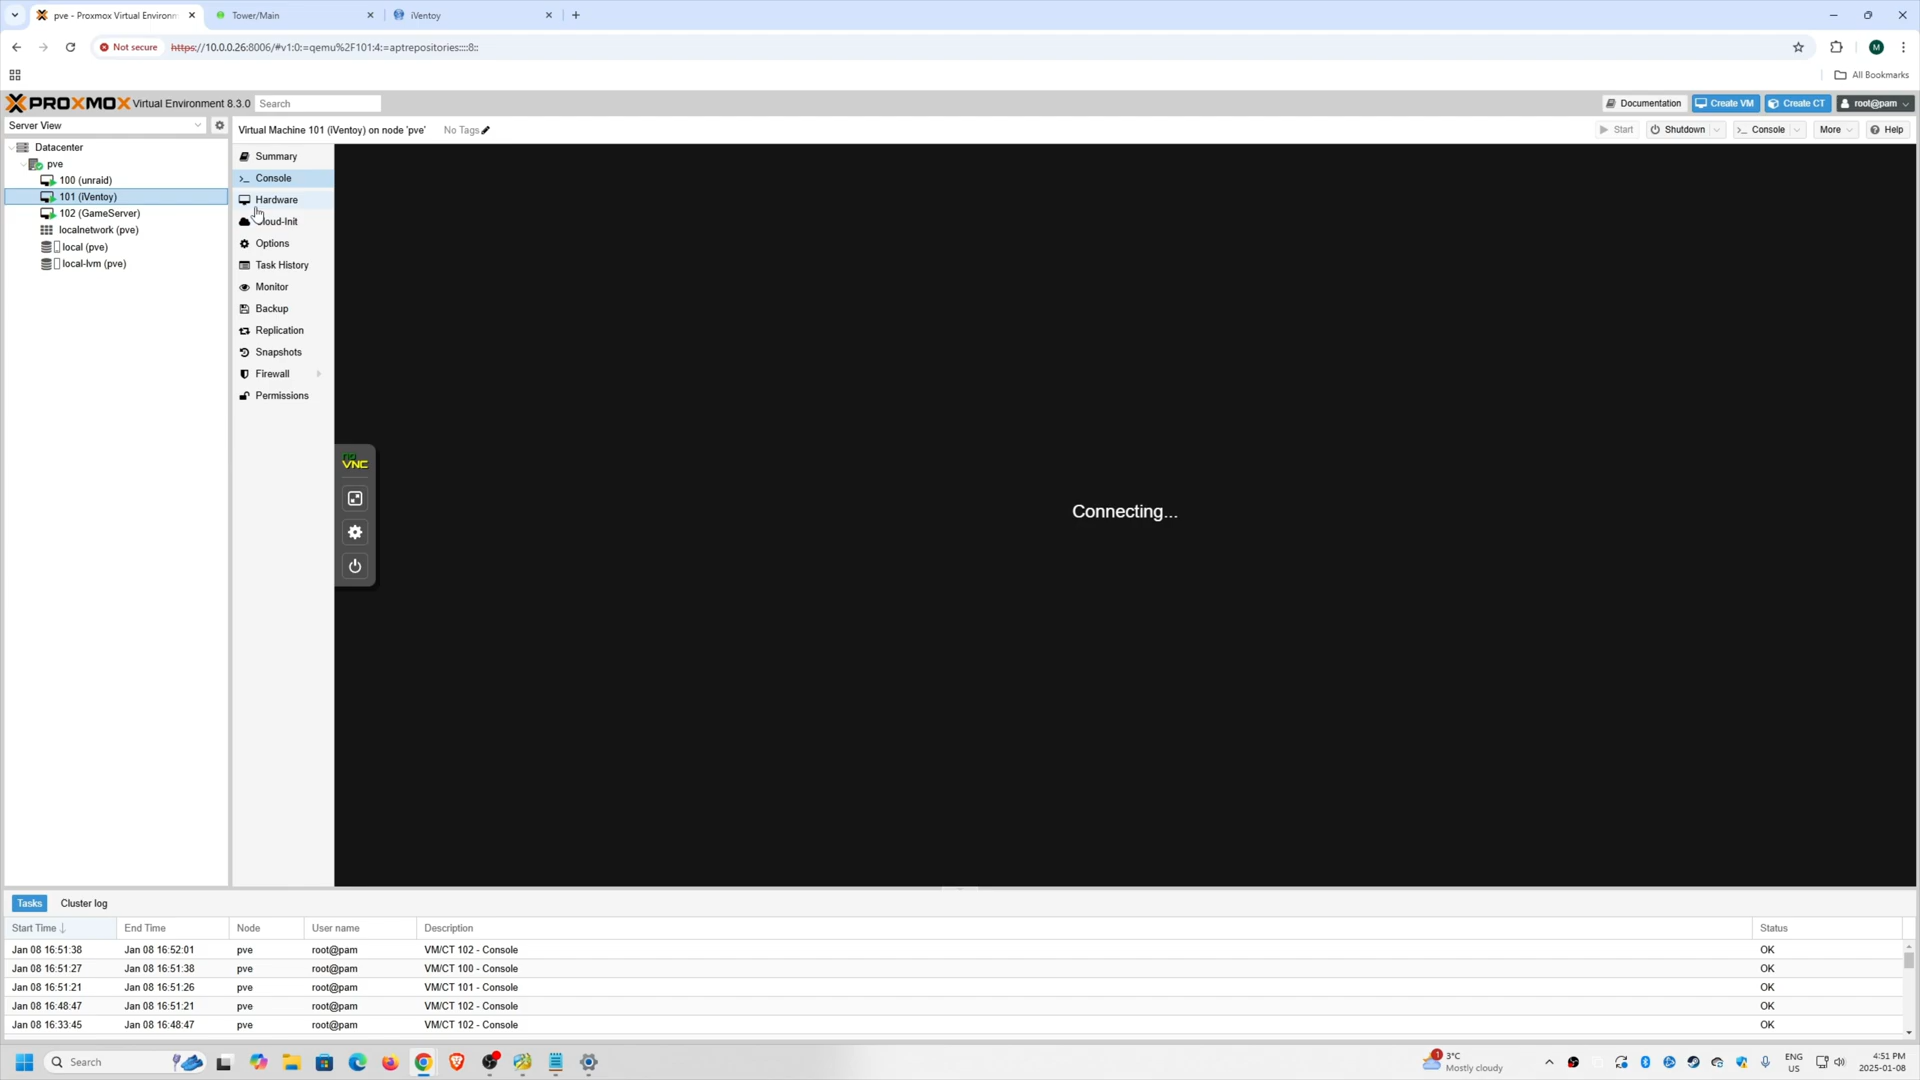 pve - Proxmox Virtual Environm
Tower/Main
iVentoy
Not secure
https://10.0.0.26:8006/#v1:0:=qemu%2F101:4:=aptrepositories::::8::
M
All Bookmarks
PROXMOX Virtual Environment 8.3.0
Search
Documentation
Create VM
Create CT
root@pam
Server View
Virtual Machine 101 (iVentoy) on node 'pve'
No Tags
Start
Shutdown
Console
More
Help
Datacenter
pve
100 (unraid)
101 (iVentoy)
102 (GameServer)
localnetwork (pve)
local (pve)
local-lvm (pve)
Summary
Console
Hardware
Cloud-Init
Options
Task History
Monitor
Backup
Replication
Snapshots
Firewall
Permissions
no
VNC
Connecting...
Tasks
Cluster log
Start Time
End Time
Node
User name
Description
Status
Jan 08 16:51:38
Jan 08 16:52:01
pve
root@pam
VM/CT 102 - Console
OK
Jan 08 16:51:27
Jan 08 16:51:38
pve
root@pam
VM/CT 100 - Console
OK
Jan 08 16:51:21
Jan 08 16:51:26
pve
root@pam
VM/CT 101 - Console
OK
Jan 08 16:48:47
Jan 08 16:51:21
pve
root@pam
VM/CT 102 - Console
OK
Jan 08 16:33:45
Jan 08 16:48:47
pve
root@pam
VM/CT 102 - Console
OK
Search
1
3°C
Mostly cloudy
ENG
US
4:51 PM
2025-01-08